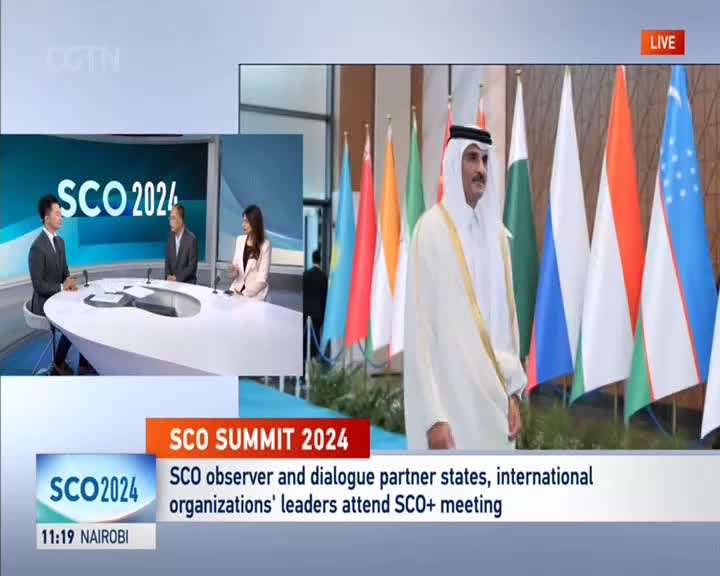 CGTN
LIVE
SCO 2024
SCO SUMMIT 2024
SCO observer and dialogue partner states, international
organizations' leaders attend SCO+ meeting
SCO2024
11:19 NAIROBI